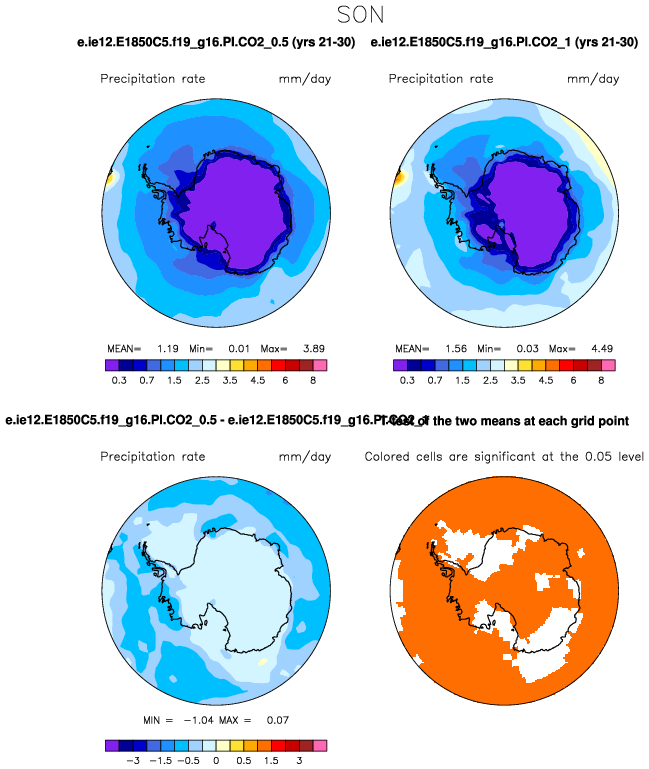 SON
e.ie12.E1850C5.f19_g16.PI.CO2_0.5 (yrs 21-30)
e.ie12.E1850C5.f19_g16.PI.CO2_1 (yrs 21-30)
Precipitation rate mm/day
Precipitation rate mm/day
MEAN= 1.19 Min= 0.01 Max= 3.89
0.3 0.7 1.5 2.5 3.5 4.5 6 8
MEAN= 1.56 Min= 0.03 Max= 4.49
0.3 0.7 1.5 2.5 3.5 4.5 6 8
e.ie12.E1850C5.f19_g16.PI.CO2_0.5 - e.ie12.E1850C5.f19_g16.PI.CO2_1
T-Test of the two means at each grid point
Precipitation rate mm/day
Colored cells are significant at the 0.05 level
MIN = -1.04 MAX = 0.07
-3 -1.5 -0.5 0 0.5 1.5 3